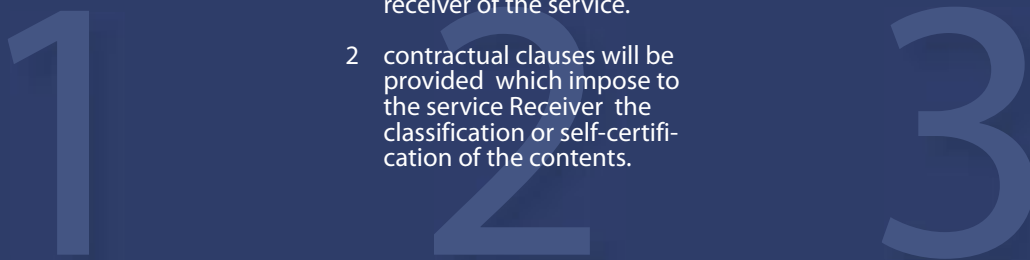 receiver of the service.
2 contractual clauses will be
provided  which impose to
the service Receiver  the
classification or self-certifi-
cation of the contents.
1 2 3